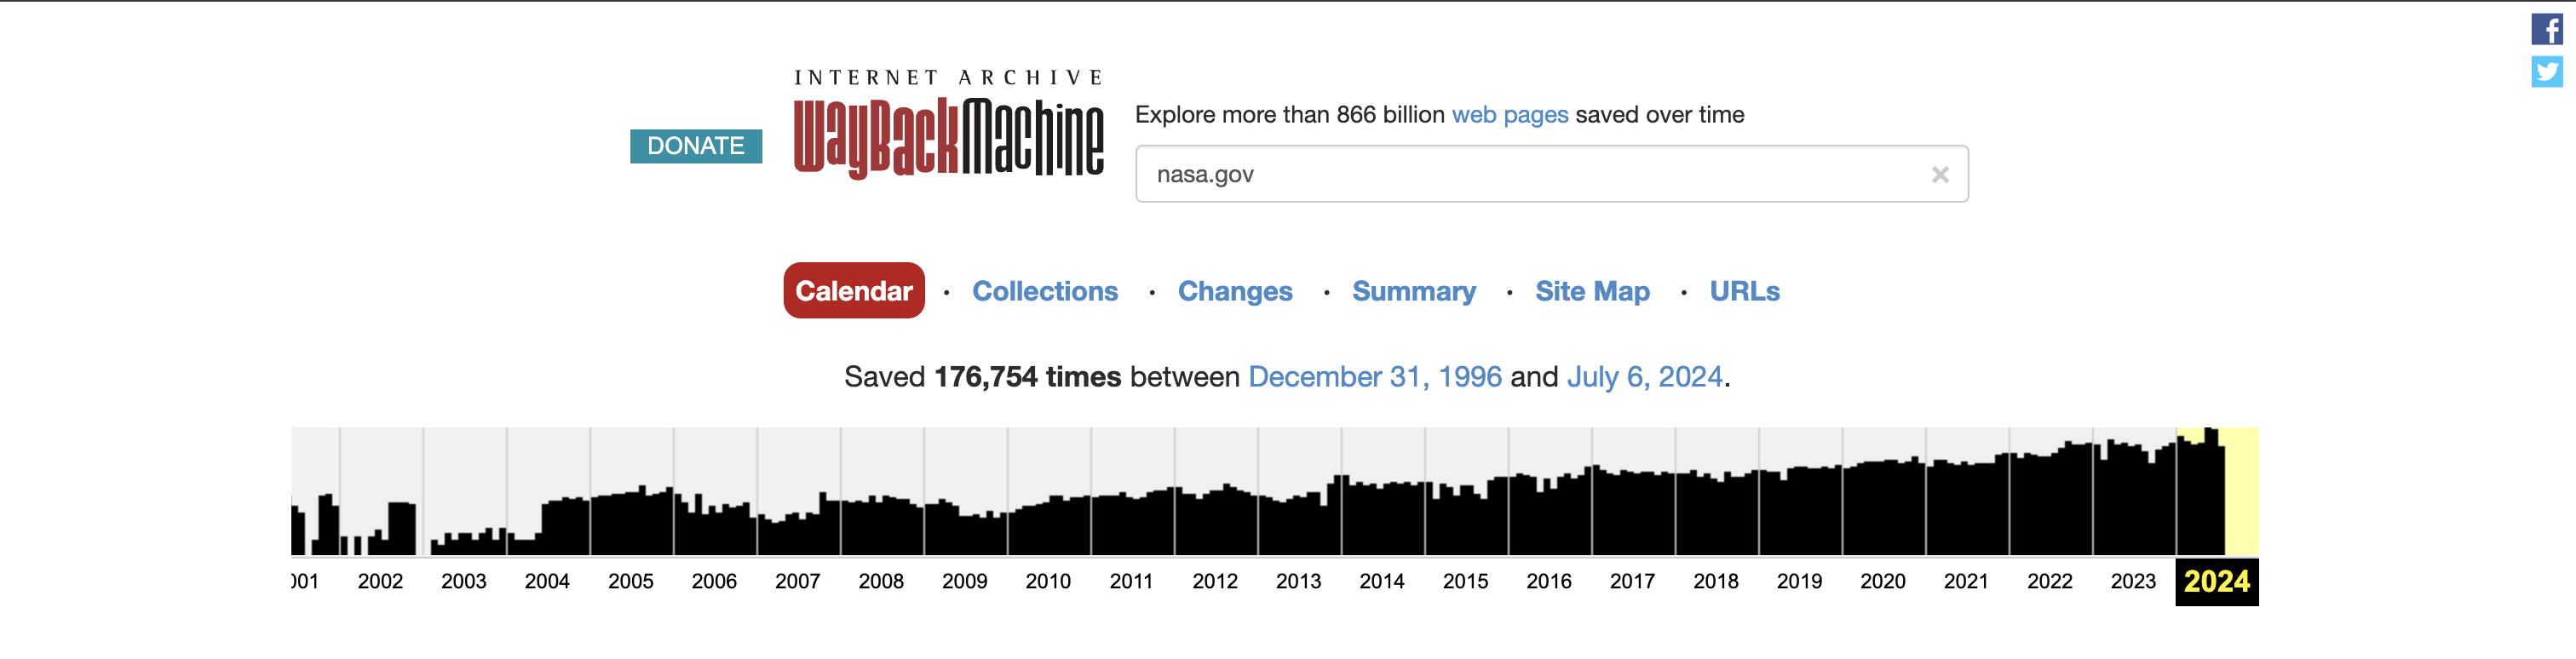 INTERNET ARCHIVE
WayBackMachine
DONATE
Explore more than 866 billion web pages saved over time
nasa.gov
Calendar · Collections · Changes · Summary · Site Map · URLs
Saved 176,754 times between December 31, 1996 and July 6, 2024.
001 2002 2003 2004 2005 2006 2007 2008 2009 2010 2011 2012 2013 2014 2015 2016 2017 2018 2019 2020 2021 2022 2023 2024